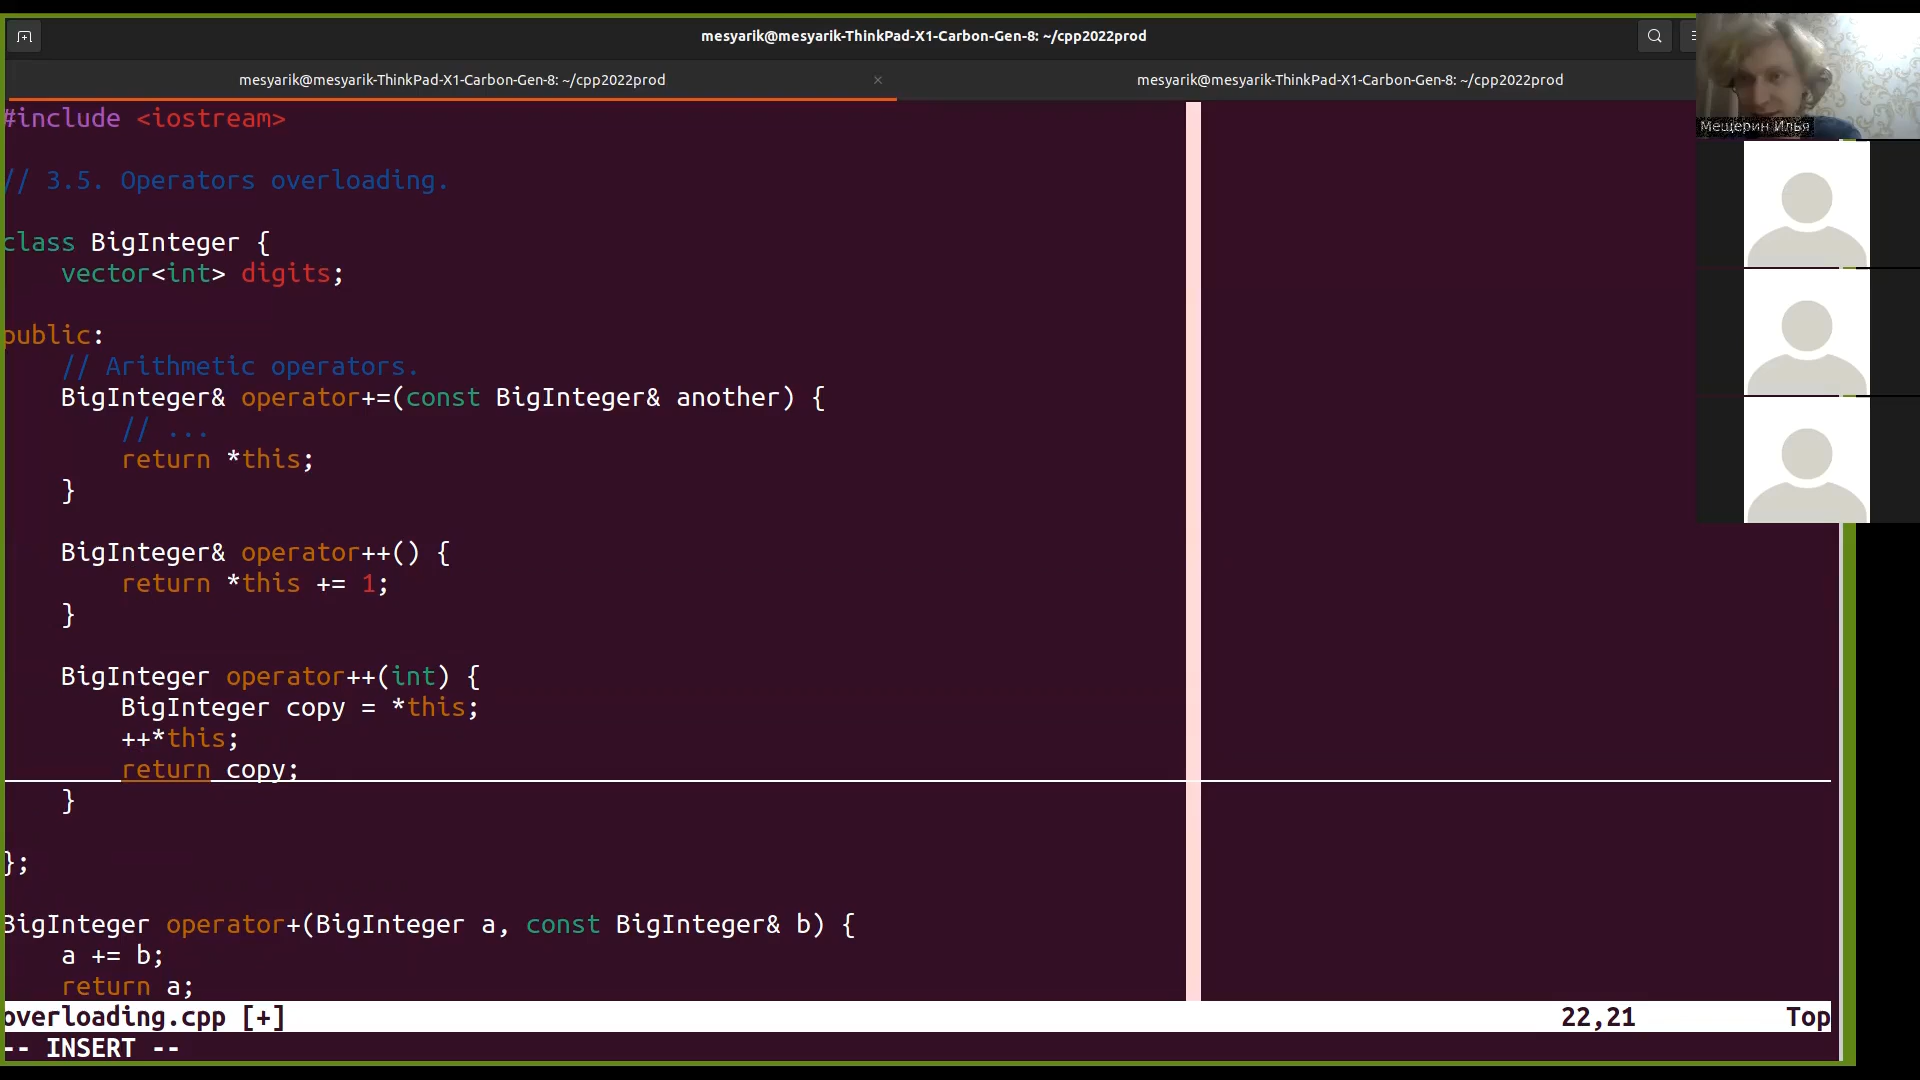 mesyarik@mesyarik-ThinkPad-X1-Carbon-Gen-8: ~/cpp2022prod
mesyarik@mesyarik-ThinkPad-X1-Carbon-Gen-8: ~/cpp2022prod
mesyarik@mesyarik-ThinkPad-X1-Carbon-Gen-8: ~/cpp2022prod
Мещерин Илья
#include <iostream>
// 3.5. Operators overloading.
class BigInteger {
    vector<int> digits;
public:
    // Arithmetic operators.
    BigInteger& operator+=(const BigInteger& another) {
        // ...
        return *this;
    }
    BigInteger& operator++() {
        return *this += 1;
    }
    BigInteger operator++(int) {
        BigInteger copy = *this;
        ++*this;
        return copy;
    }
};
BigInteger operator+(BigInteger a, const BigInteger& b) {
    a += b;
    return a;
overloading.cpp [+] 22,21 Top
-- INSERT --